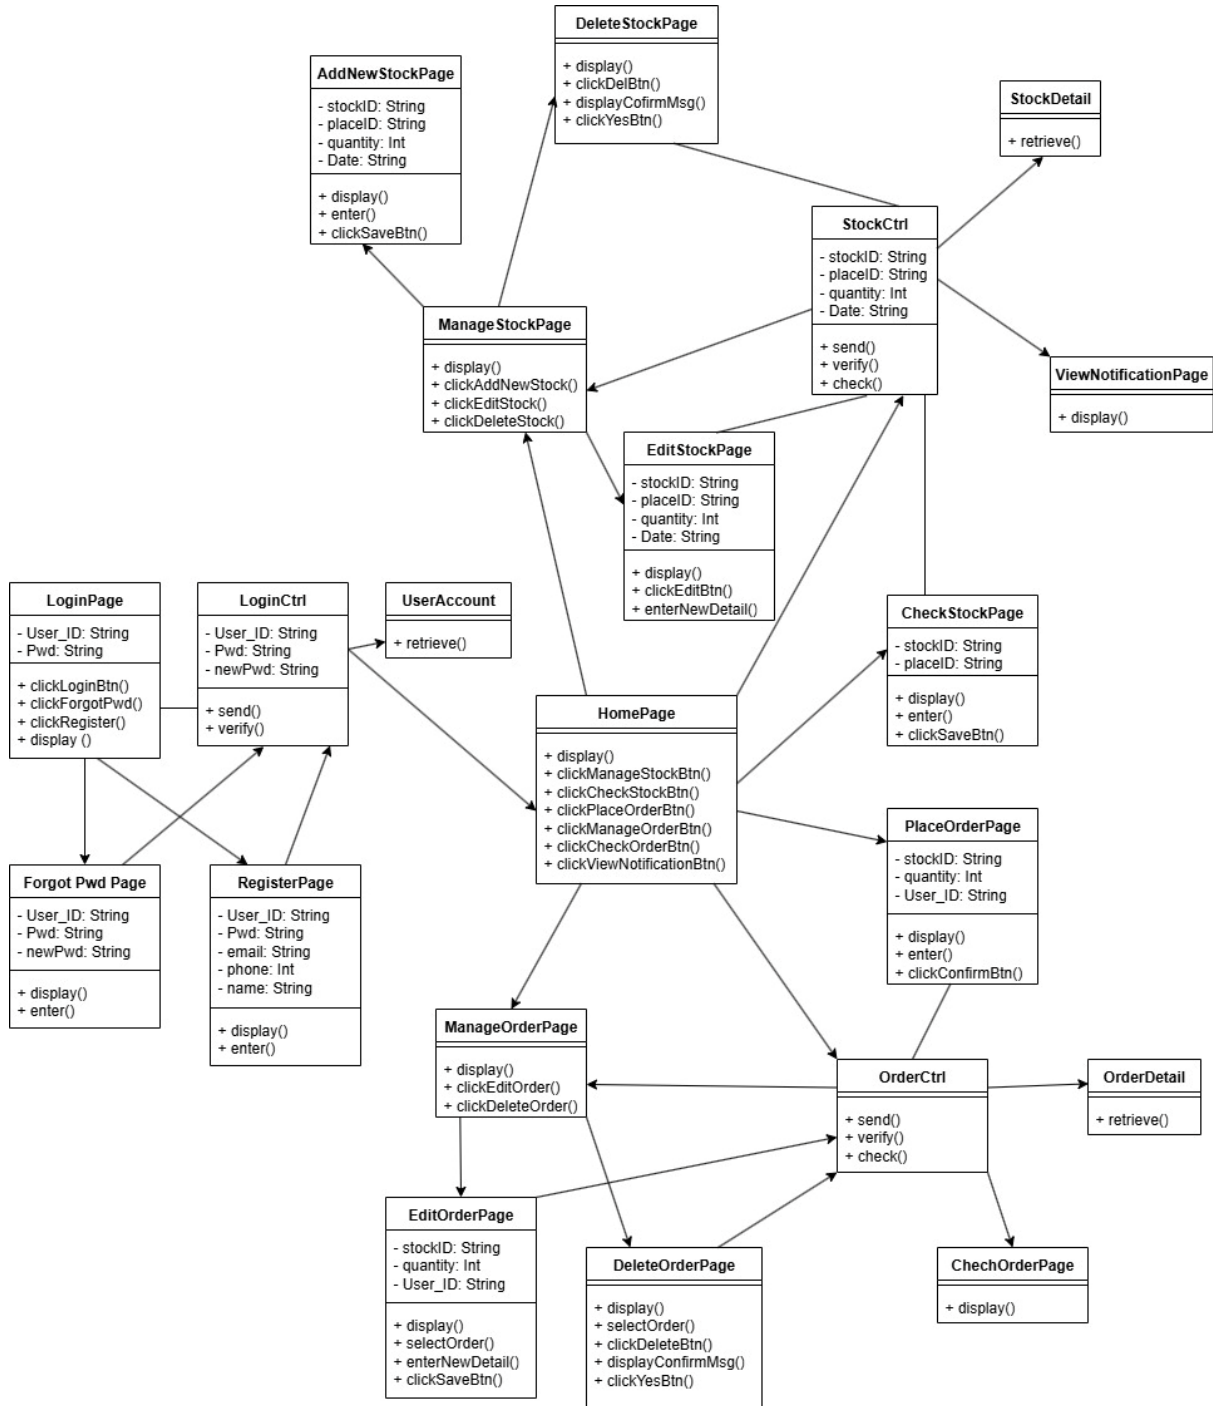 DeleteStockPage
+ display()
+ clickDelBtn()
+ displayCofirmMsg()
+ clickYesBtn()
AddNewStockPage
- stockID: String
- placeID: String
- quantity: Int
- Date: String
+ display()
+ enter()
+ clickSaveBtn()
StockDetail
+ retrieve()
StockCtrl
- stockID: String
- placeID: String
- quantity: Int
- Date: String
+ send()
+ verify()
+ check()
ManageStockPage
+ display()
+ clickAddNewStock()
+ clickEditStock()
+ clickDeleteStock()
ViewNotificationPage
+ display()
EditStockPage
- stockID: String
- placeID: String
- quantity: Int
- Date: String
+ display()
+ clickEditBtn()
+ enterNewDetail()
LoginPage
- User_ID: String
- Pwd: String
+ clickLoginBtn()
+ clickForgotPwd()
+ clickRegister()
+ display ()
LoginCtrl
- User_ID: String
- Pwd: String
- newPwd: String
+ send()
+ verify()
UserAccount
+ retrieve()
CheckStockPage
- stockID: String
- placeID: String
+ display()
+ enter()
+ clickSaveBtn()
HomePage
+ display()
+ clickManageStockBtn()
+ clickCheckStockBtn()
+ clickPlaceOrderBtn()
+ clickManageOrderBtn()
+ clickCheckOrderBtn()
+ clickViewNotificationBtn()
PlaceOrderPage
- stockID: String
- quantity: Int
- User_ID: String
+ display()
+ enter()
+ clickConfirmBtn()
Forgot Pwd Page
- User_ID: String
- Pwd: String
- newPwd: String
+ display()
+ enter()
RegisterPage
- User_ID: String
- Pwd: String
- email: String
- phone: Int
- name: String
+ display()
+ enter()
ManageOrderPage
+ display()
+ clickEditOrder()
+ clickDeleteOrder()
OrderCtrl
+ send()
+ verify()
+ check()
OrderDetail
+ retrieve()
EditOrderPage
- stockID: String
- quantity: Int
- User_ID: String
+ display()
+ selectOrder()
+ enterNewDetail()
+ clickSaveBtn()
DeleteOrderPage
+ display()
+ selectOrder()
+ clickDeleteBtn()
+ displayConfirmMsg()
+ clickYesBtn()
ChechOrderPage
+ display()